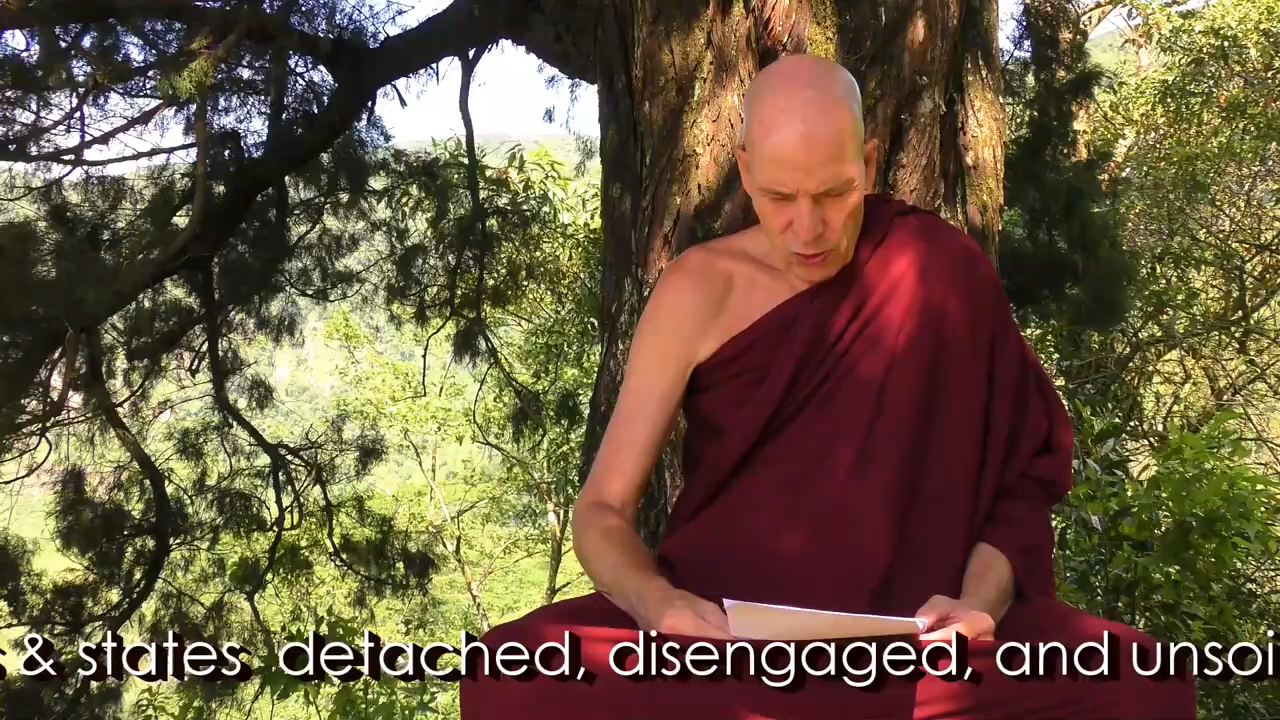 & states detached, disengaged, and unsoi